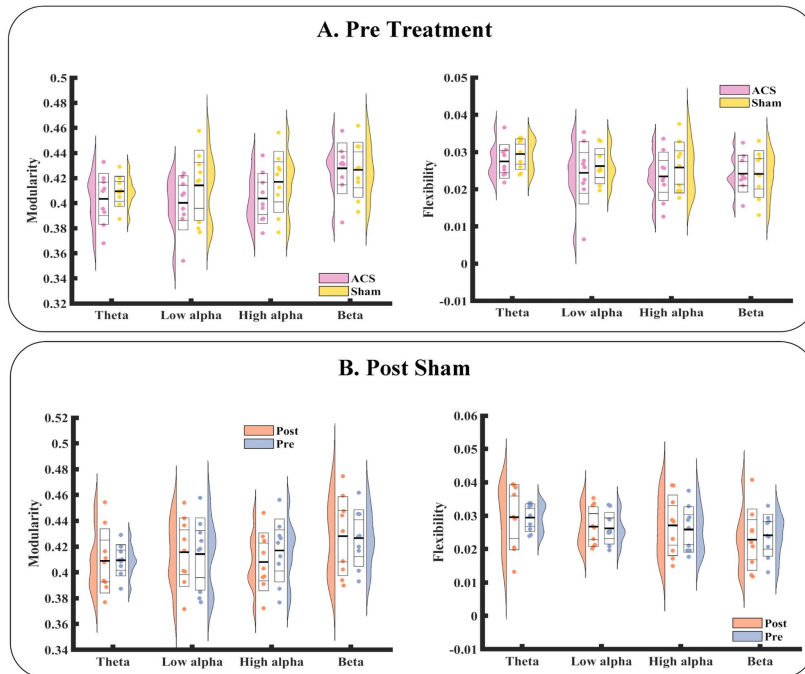 A. Pre Treatment
0.5
0.48
0.46
0.44
0.42
0.4
0.38
0.36
0.34
0.32
Modularity
ACS
Sham
Theta Low alpha High alpha Beta
0.05
0.04
0.03
0.02
0.01
0
-0.01
Flexibility
ACS
Sham
Theta Low alpha High alpha Beta
B. Post Sham
0.52
0.5
0.48
0.46
0.44
0.42
0.4
0.38
0.36
0.34
Modularity
Post
Pre
Theta Low alpha High alpha Beta
0.06
0.05
0.04
0.03
0.02
0.01
0
-0.01
Flexibility
Post
Pre
Theta Low alpha High alpha Beta